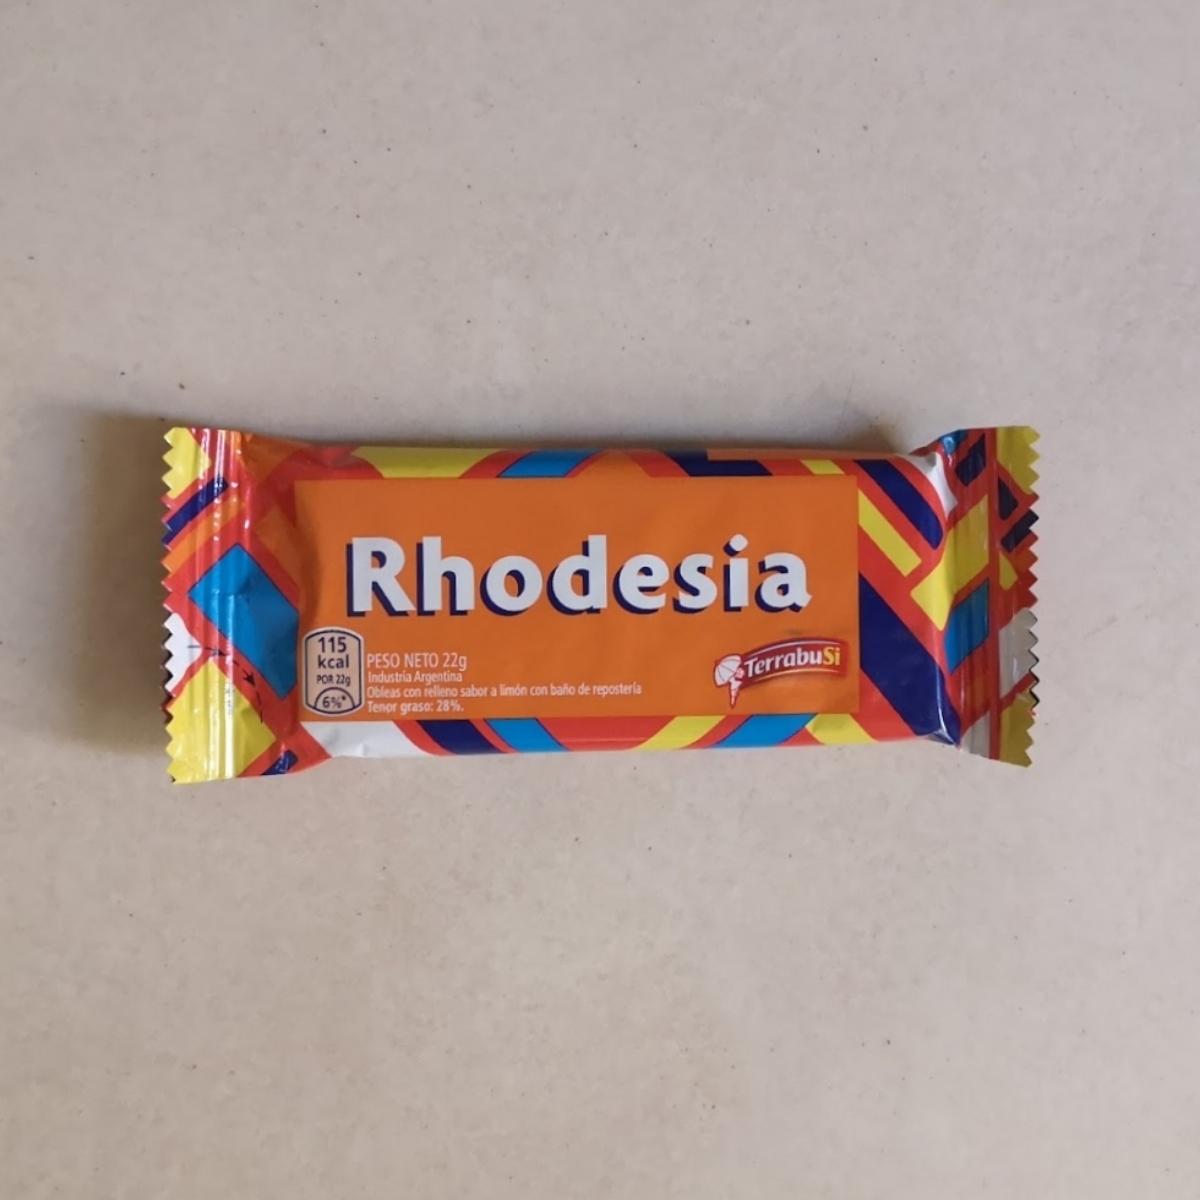 Rhodesia
115
kcal
POR 22g
6%*
PESO NETO 22g
Industria Argentina
Obleas con relleno sabor a limón con baño de repostería
Tenor graso: 28%.
TerrabuSi